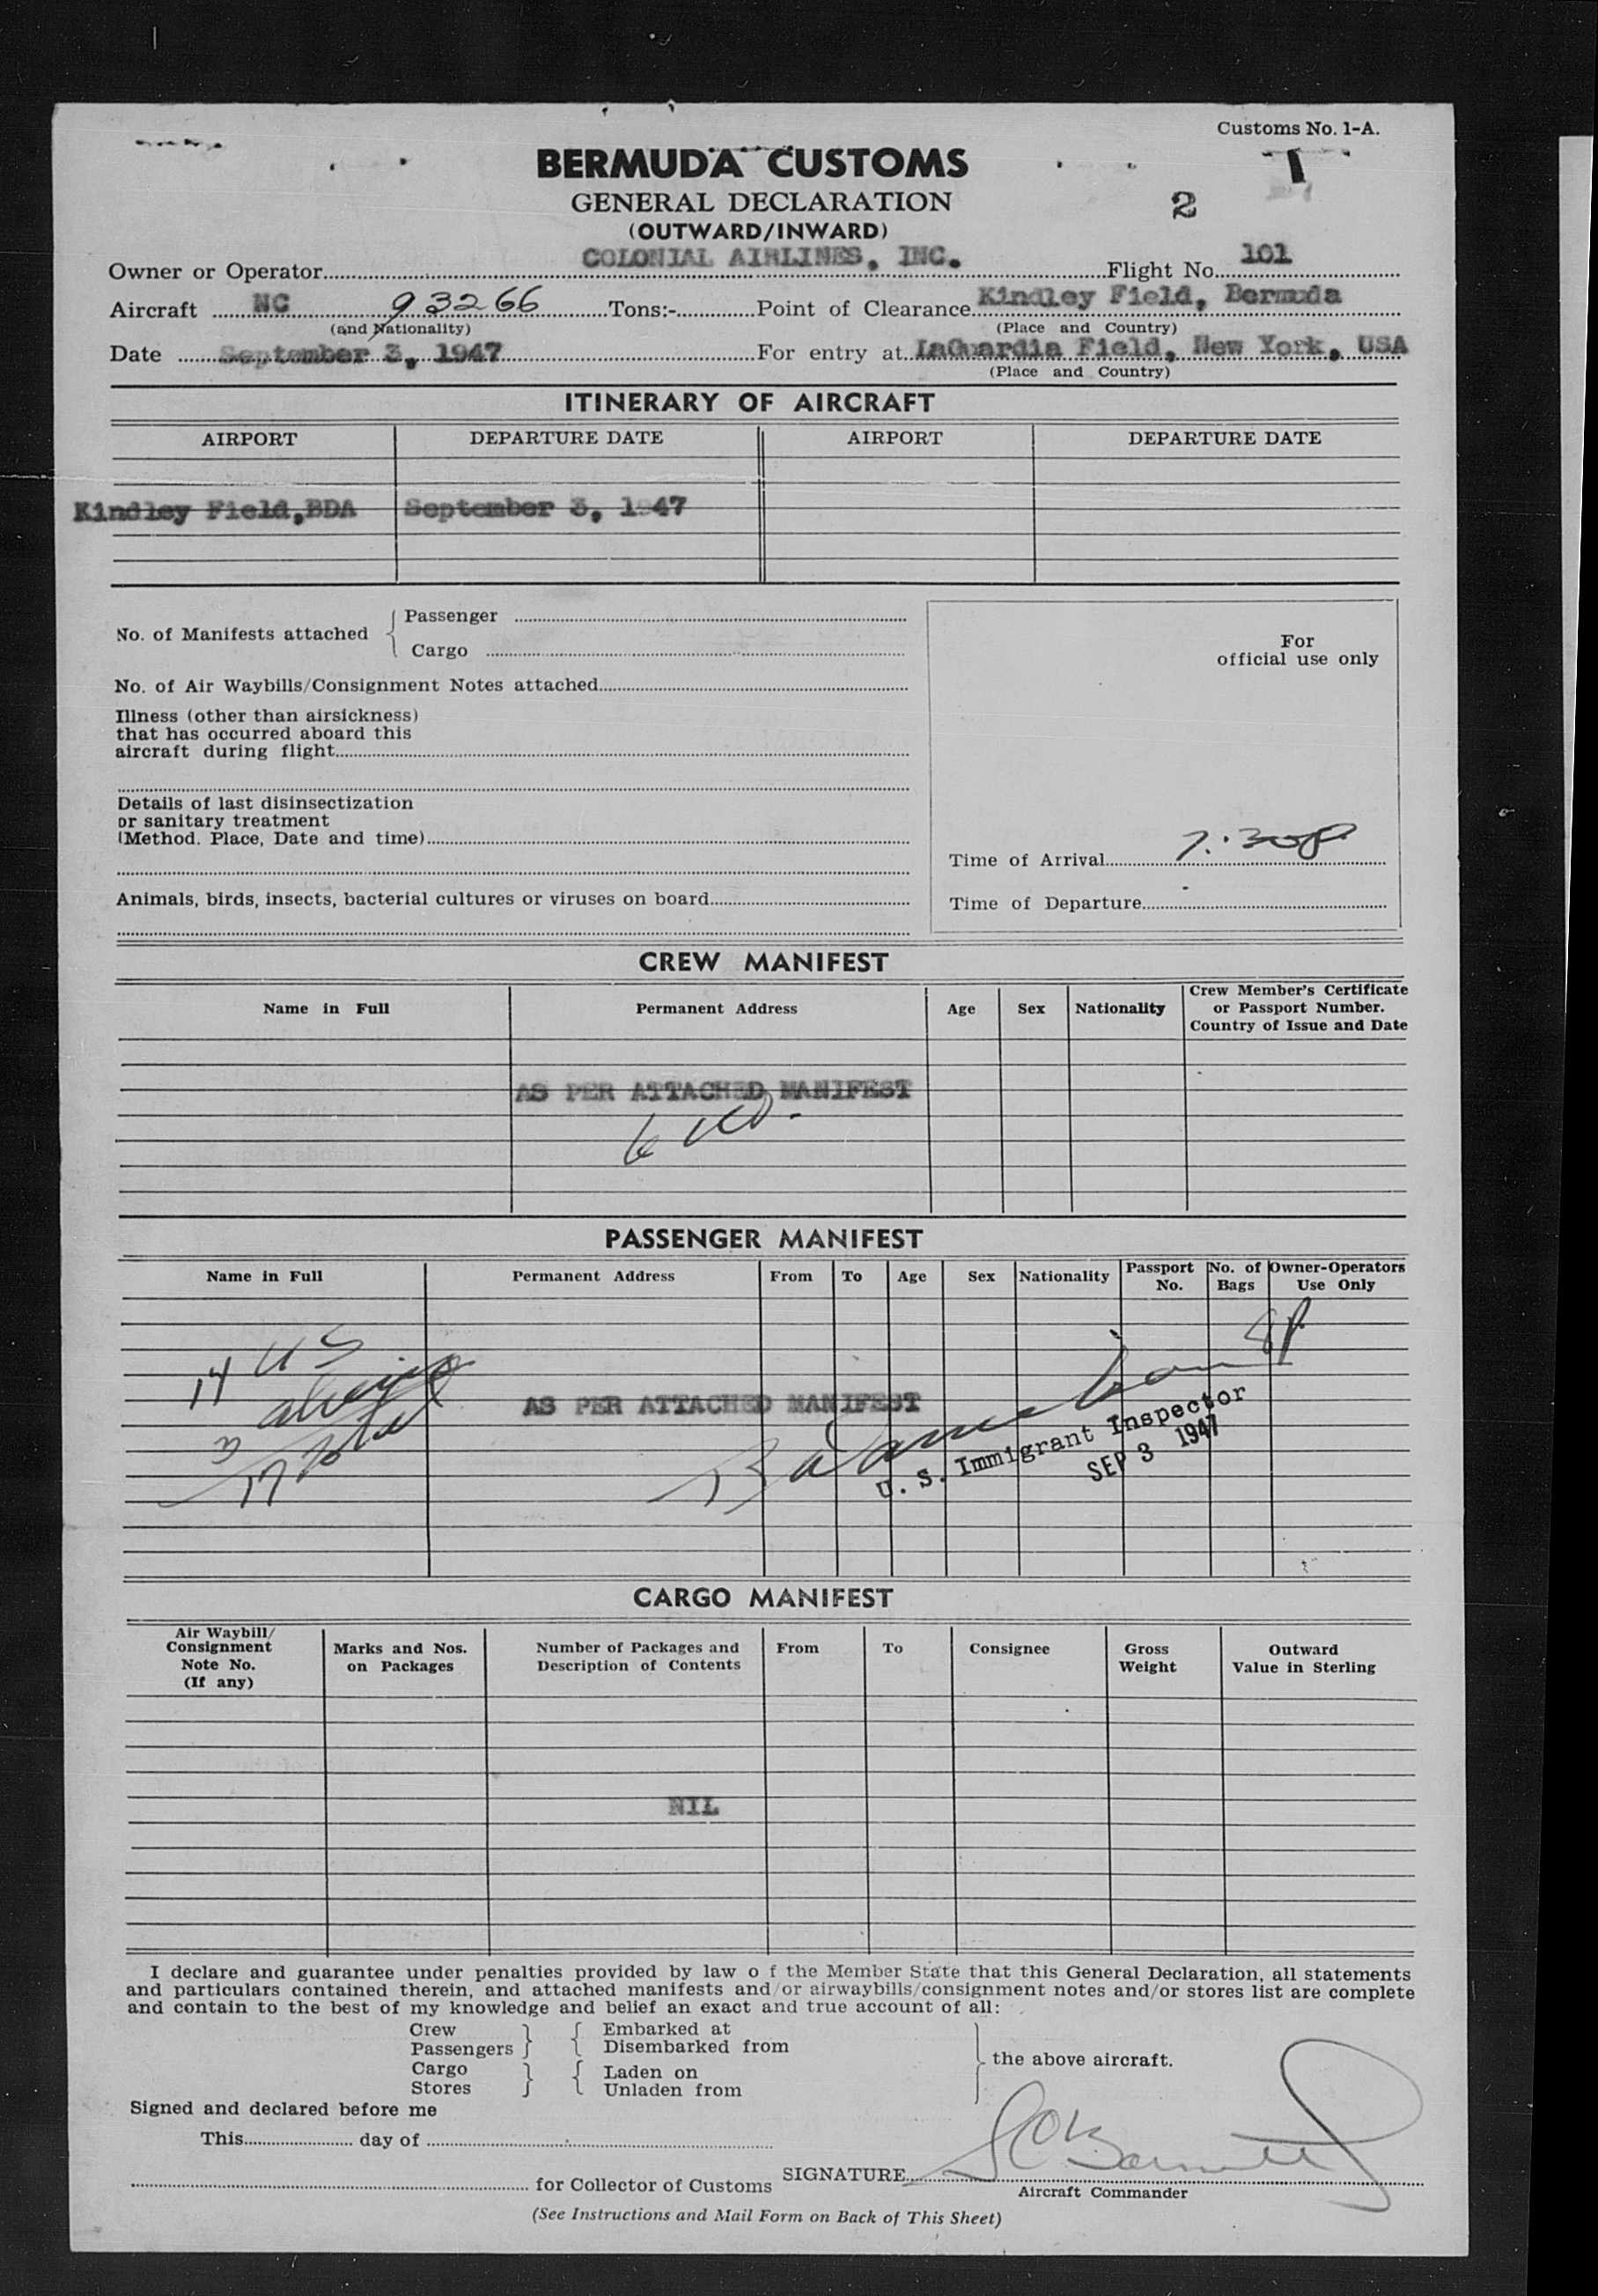 Customs No. 1-A.
BERMUDA CUSTOMS
1
GENERAL DECLARATION
2
(OUTWARD/INWARD)
Owner or Operator COLONIAL AIRLINES, INC. Flight No. 101
Aircraft NC 93266 Tons:- Point of Clearance Kindley Field, Bermuda
(and Nationality) (Place and Country)
Date September 3, 1947 For entry at LaGuardia Field, New York, USA
(Place and Country)
ITINERARY OF AIRCRAFT
AIRPORT DEPARTURE DATE AIRPORT DEPARTURE DATE
Kindley Field, BDA September 3, 1947
No. of Manifests attached { Passenger
Cargo
For
official use only
No. of Air Waybills/Consignment Notes attached
Illness (other than airsickness)
that has occurred aboard this
aircraft during flight
Details of last disinsectization
or sanitary treatment
(Method. Place, Date and time)
Time of Arrival 7:30P
Animals, birds, insects, bacterial cultures or viruses on board
Time of Departure
CREW MANIFEST
Name in Full Permanent Address Age Sex Nationality Crew Member's Certificate
or Passport Number.
Country of Issue and Date
AS PER ATTACHED MANIFEST
6
PASSENGER MANIFEST
Name in Full Permanent Address From To Age Sex Nationality Passport No. No. of Bags Owner-Operators Use Only
8P
14 US
3 aliens
AS PER ATTACHED MANIFEST
17 total
U. S. Immigrant Inspector
SEP 3 1947
CARGO MANIFEST
Air Waybill/
Consignment
Note No.
(If any)
Marks and Nos.
on Packages
Number of Packages and
Description of Contents
From To Consignee
Gross
Weight
Outward
Value in Sterling
NIL
I declare and guarantee under penalties provided by law o f the Member State that this General Declaration, all statements
and particulars contained therein, and attached manifests and/or airwaybills/consignment notes and/or stores list are complete
and contain to the best of my knowledge and belief an exact and true account of all:
Crew } { Embarked at
Passengers } { Disembarked from
the above aircraft.
Cargo } { Laden on
Stores } { Unladen from
Signed and declared before me
This day of
for Collector of Customs SIGNATURE
Aircraft Commander
(See Instructions and Mail Form on Back of This Sheet)